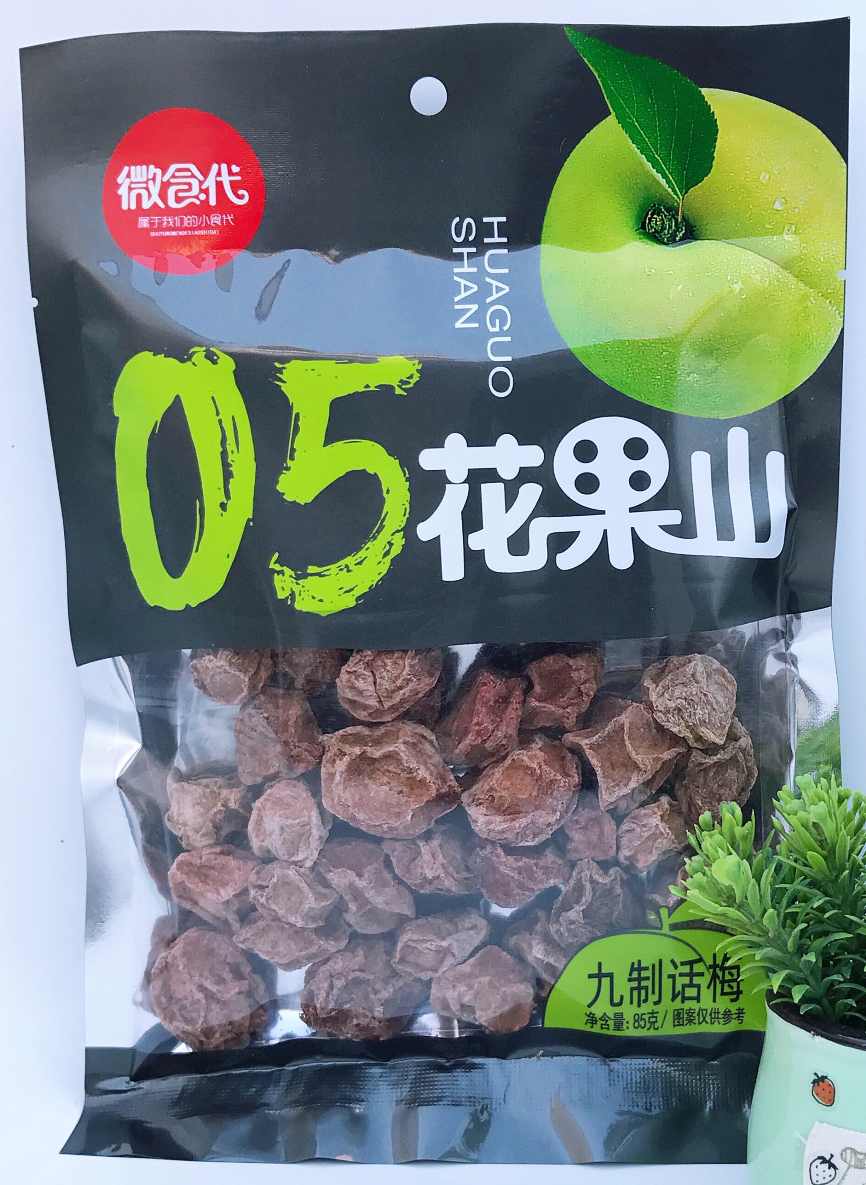 微食代
属于我们的小食代
HUAGUO
SHAN
05花果山
九制话梅
净含量:85克/图案仅供参考